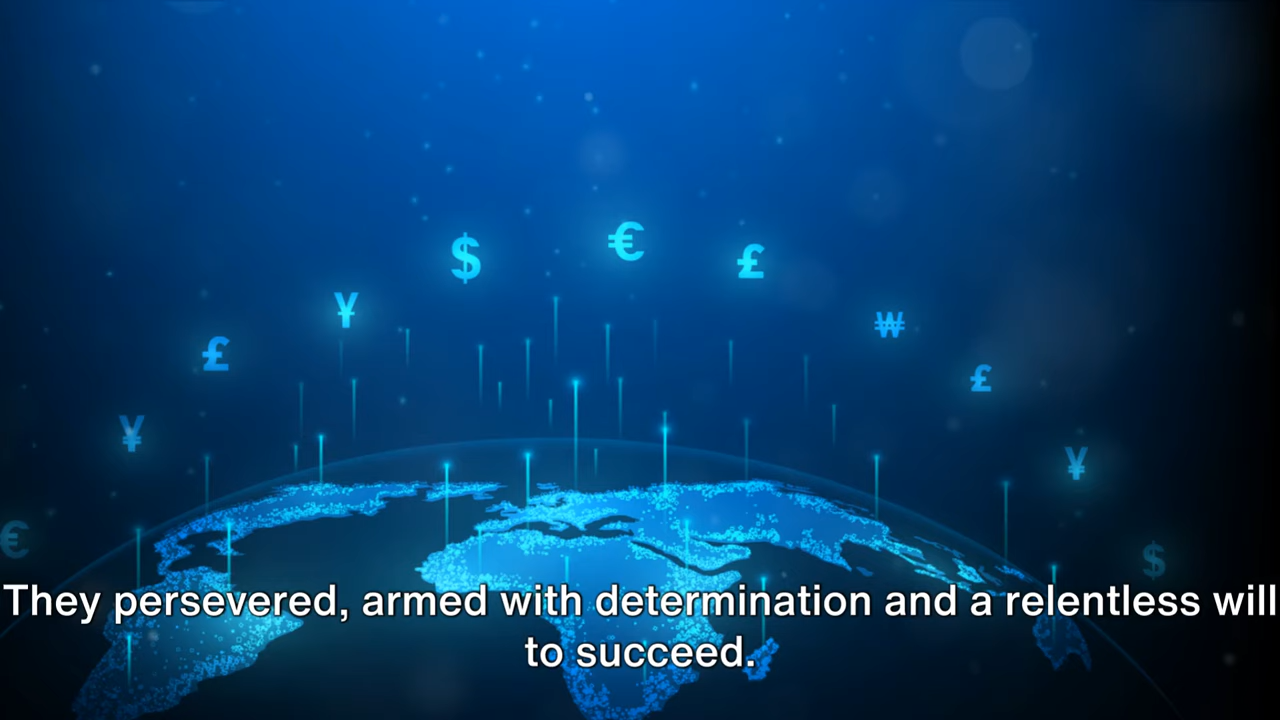 $ € £
¥ ₩
£ £
¥ ¥
€ $
They persevered, armed with determination and a relentless will
to succeed.